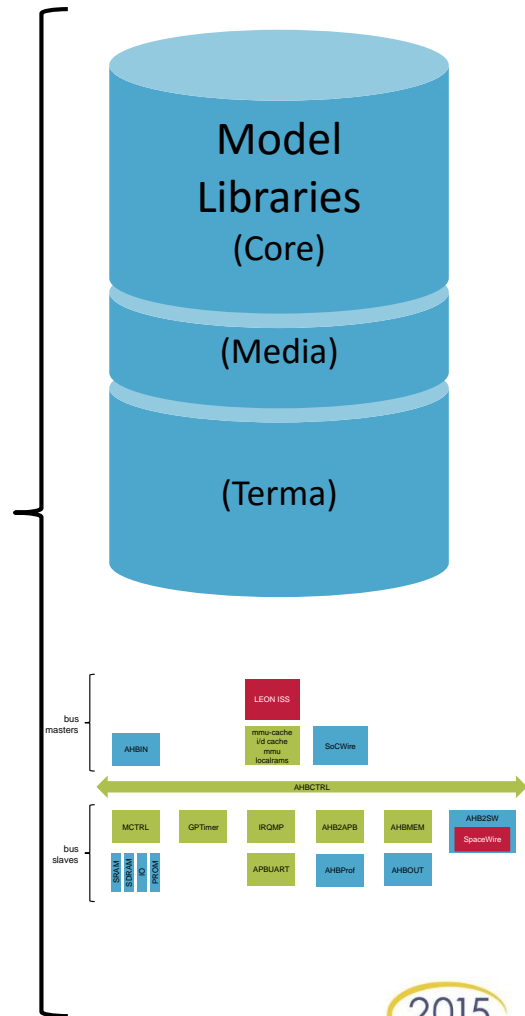 Model
Libraries
(Core)
(Media)
(Terma)
bus
masters
LEON ISS
AHBIN
mmu-cache
i/d cache
mmu
localrams
SoCWire
AHBCTRL
bus
slaves
MCTRL
GPTimer
IRQMP
AHB2APB
AHBMEM
AHB2SW
SpaceWire
SRAM
SDRAM
IO
PROM
APBUART
AHBProf
AHBOUT
2015